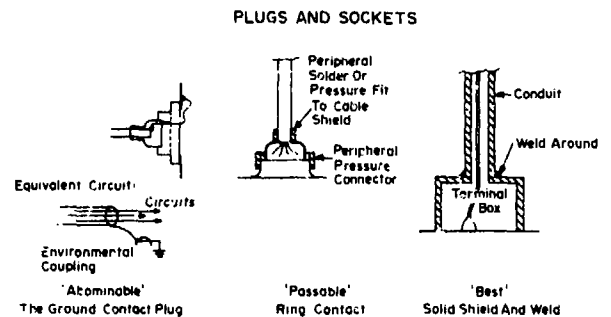 PLUGS AND SOCKETS
Peripheral
Solder Or
Pressure Fit
To Cable
Shield
Peripheral
Pressure
Connector
Conduit
Weld Around
Terminal
Box
Equivalent Circuit
Circuits
Environmental
Coupling
'Abominable'
The Ground Contact Plug
'Passable'
Ring Contact
'Best'
Solid Shield And Weld